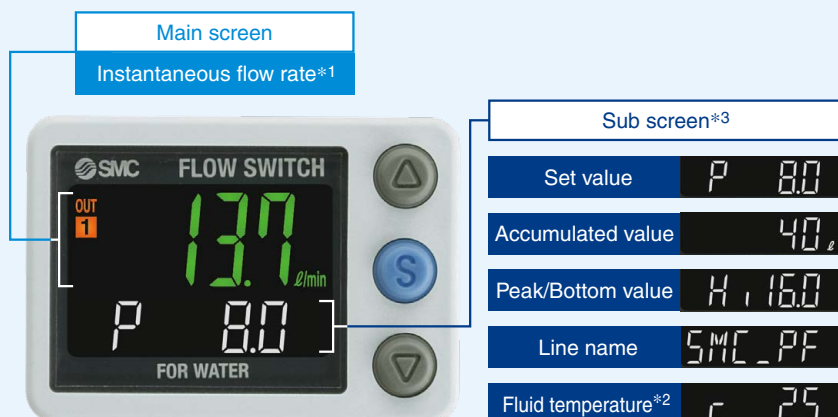 Main screen
Instantaneous flow rate*1
SMC FLOW SWITCH
OUT
1
13.7
ℓ/min
P 8.0
FOR WATER
S
Sub screen*3
Set value P 8.0
Accumulated value 40 ℓ
Peak/Bottom value Hi 16.0
Line name SMC_PF
Fluid temperature*2 25